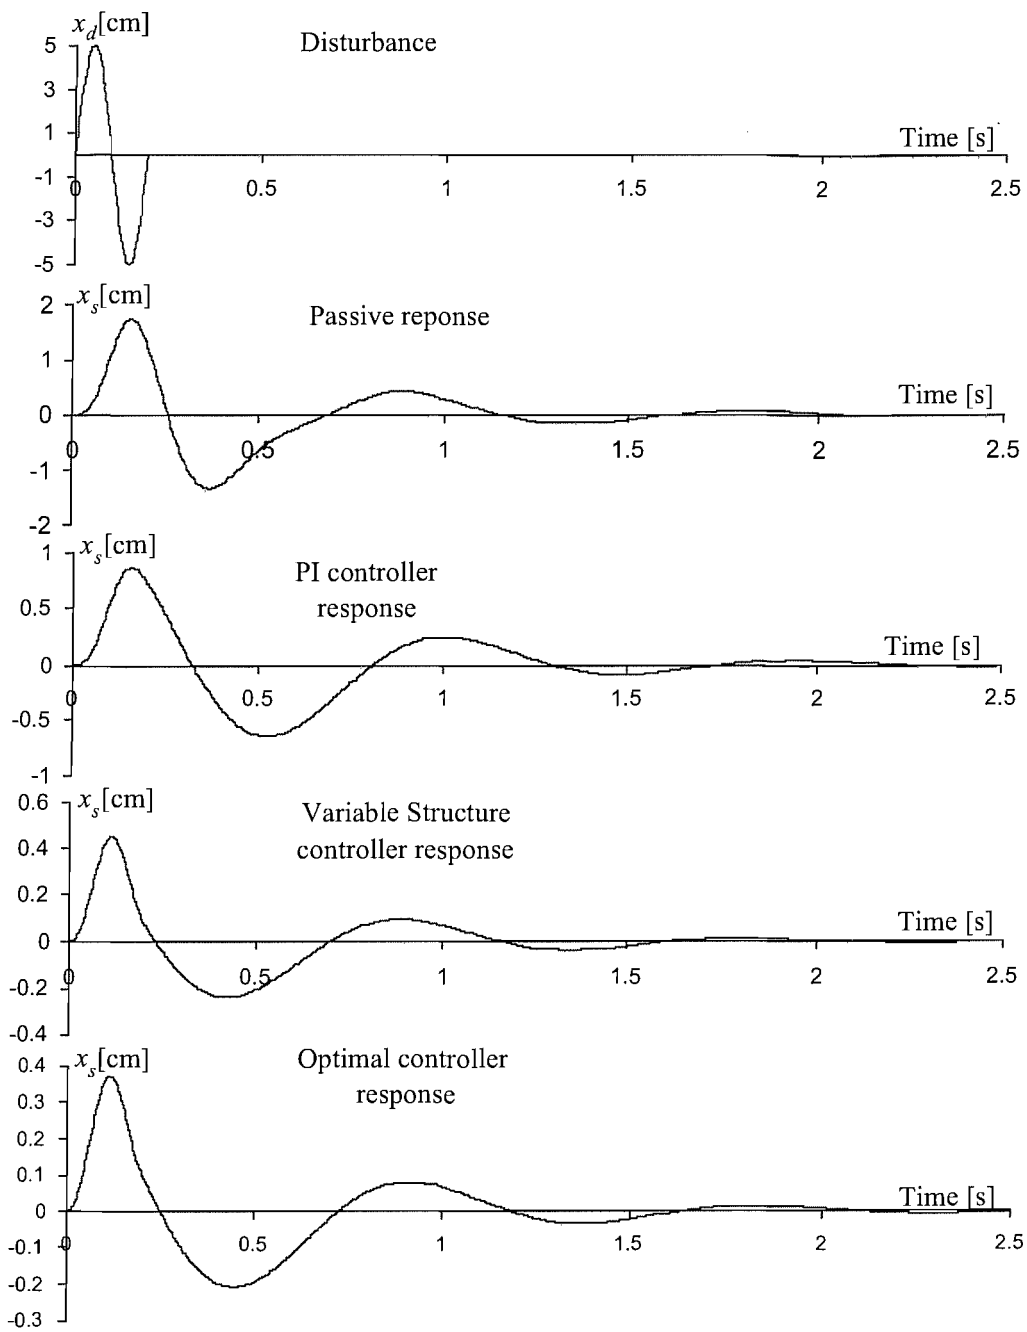 x_d[cm]
Disturbance
5
3
1
Time [s]
-1
0 0.5 1 1.5 2 2.5
-3
-5
x_s[cm]
2
Passive reponse
1
Time [s]
0
0 0.5 1 1.5 2 2.5
-1
-2
x_s[cm]
1
PI controller
response
0.5
Time [s]
0
0 0.5 1 1.5 2 2.5
-0.5
-1
x_s[cm]
0.6
Variable Structure
controller response
0.4
0.2
Time [s]
0
0 0.5 1 1.5 2 2.5
-0.2
-0.4
x_s[cm]
0.4
Optimal controller
response
0.3
0.2
0.1
Time [s]
0
-0.1
0 0.5 1 1.5 2 2.5
-0.2
-0.3